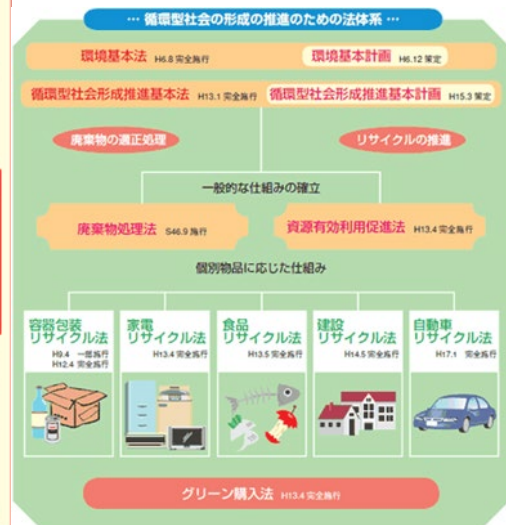 … 循環型社会の形成の推進のための法体系 …
環境基本法 H6.8 完全施行
環境基本計画 H6.12 策定
循環型社会形成推進基本法 H13.1 完全施行
循環型社会形成推進基本計画 H15.3 策定
廃棄物の適正処理
リサイクルの推進
一般的な仕組みの確立
廃棄物処理法 S46.9 施行
資源有効利用促進法 H13.4 完全施行
個別物品に応じた仕組み
容器包装
リサイクル法
H9.4 一部施行
H12.4 完全施行
家電
リサイクル法
H13.4 完全施行
食品
リサイクル法
H13.5 完全施行
建設
リサイクル法
H14.5 完全施行
自動車
リサイクル法
H17.1 完全施行
グリーン購入法 H13.4 完全施行